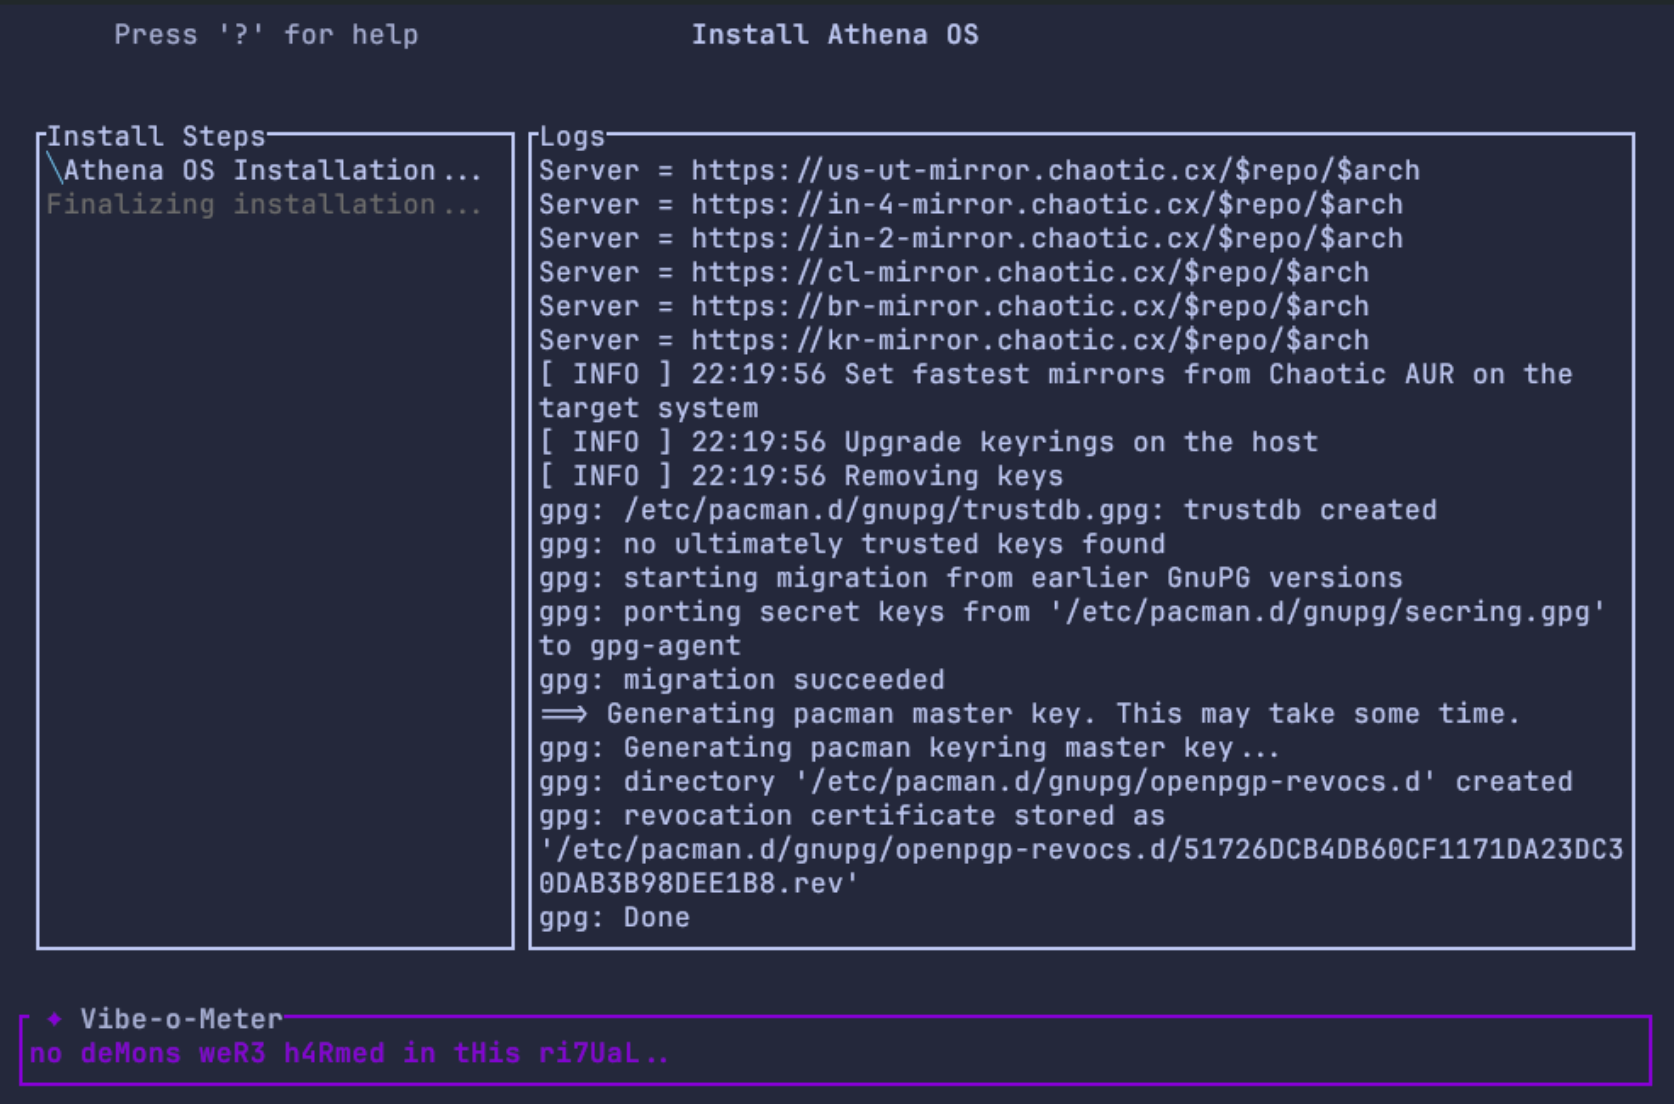 Press '?' for help
Install Athena OS
Install Steps
\Athena OS Installation...
Finalizing installation...
Logs
Server = https://us-ut-mirror.chaotic.cx/$repo/$arch
Server = https://in-4-mirror.chaotic.cx/$repo/$arch
Server = https://in-2-mirror.chaotic.cx/$repo/$arch
Server = https://cl-mirror.chaotic.cx/$repo/$arch
Server = https://br-mirror.chaotic.cx/$repo/$arch
Server = https://kr-mirror.chaotic.cx/$repo/$arch
[ INFO ] 22:19:56 Set fastest mirrors from Chaotic AUR on the
target system
[ INFO ] 22:19:56 Upgrade keyrings on the host
[ INFO ] 22:19:56 Removing keys
gpg: /etc/pacman.d/gnupg/trustdb.gpg: trustdb created
gpg: no ultimately trusted keys found
gpg: starting migration from earlier GnuPG versions
gpg: porting secret keys from '/etc/pacman.d/gnupg/secring.gpg'
to gpg-agent
gpg: migration succeeded
==> Generating pacman master key. This may take some time.
gpg: Generating pacman keyring master key...
gpg: directory '/etc/pacman.d/gnupg/openpgp-revocs.d' created
gpg: revocation certificate stored as
'/etc/pacman.d/gnupg/openpgp-revocs.d/51726DCB4DB60CF1171DA23DC3
0DAB3B98DEE1B8.rev'
gpg: Done
✦ Vibe-o-Meter
no deMons weR3 h4Rmed in tHis ri7UaL..